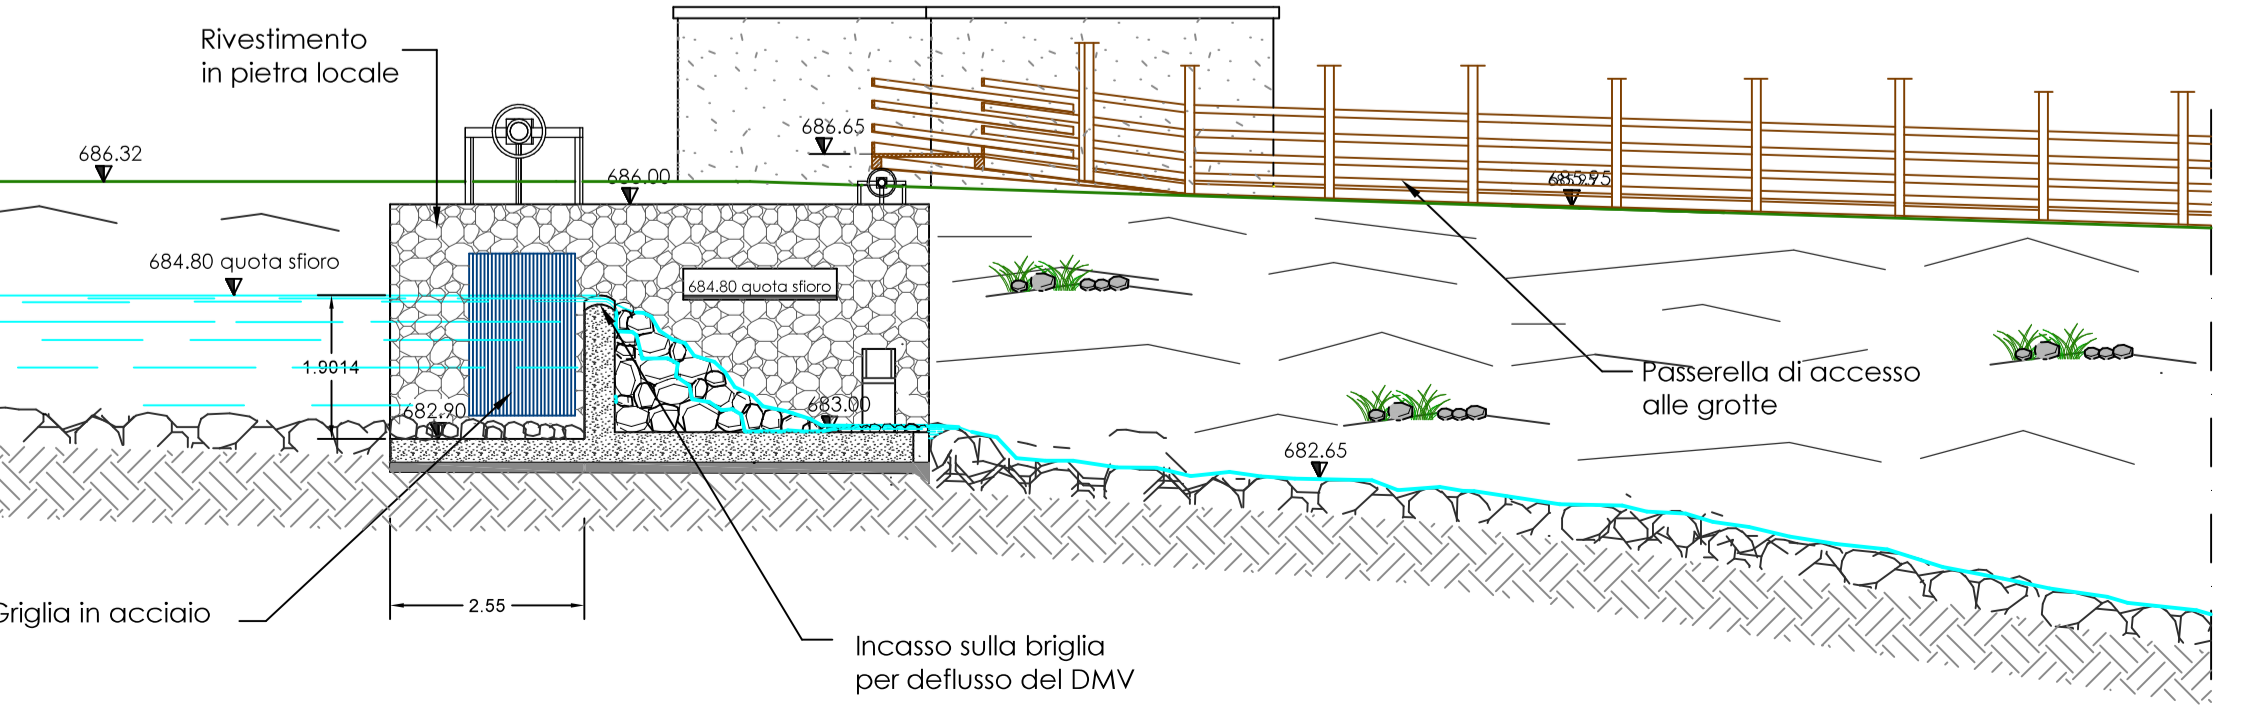 Rivestimento
in pietra locale
686.32
686.65
686.00
685.95
684.80 quota sfioro
684.80 quota sfioro
1.9014
682.90
683.00
Passerella di accesso
alle grotte
682.65
2.55
Griglia in acciaio
Incasso sulla briglia
per deflusso del DMV